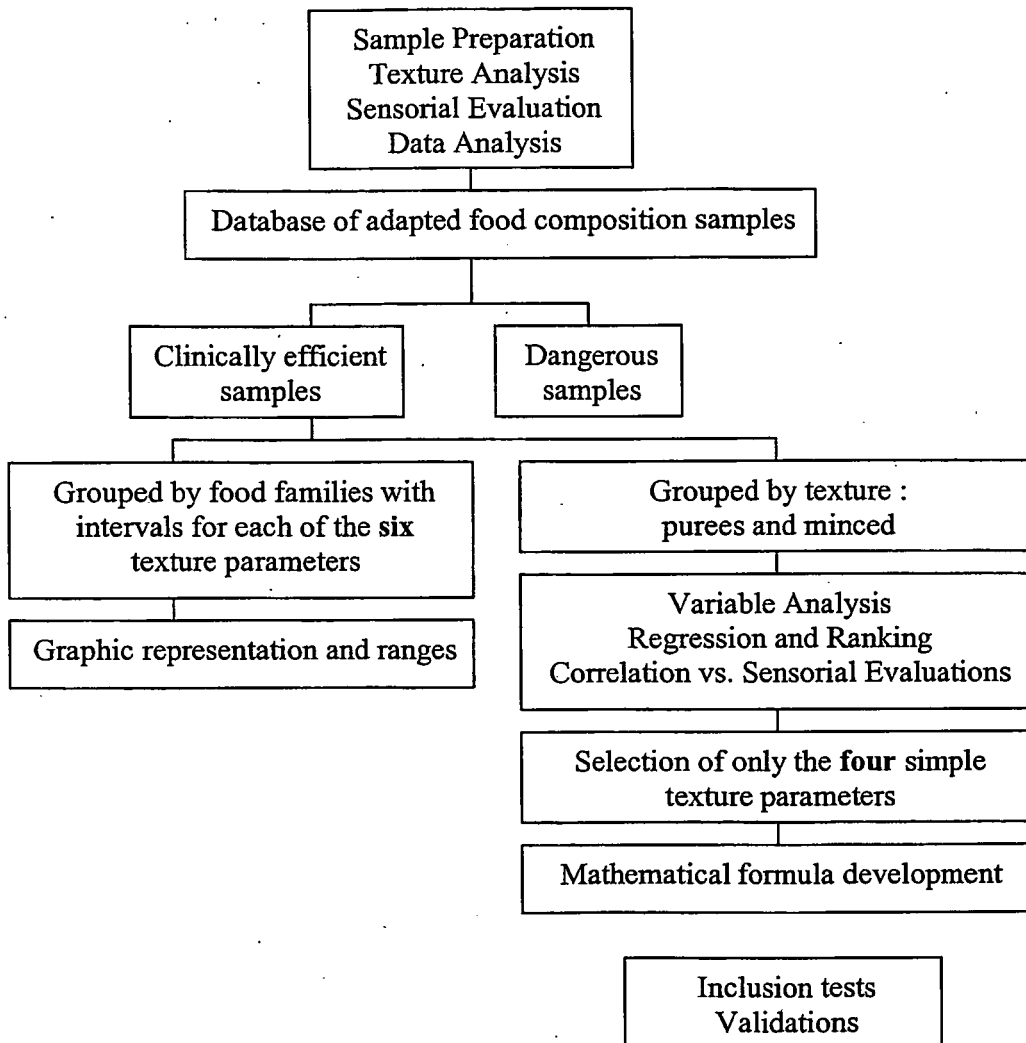 Sample Preparation
Texture Analysis
Sensorial Evaluation
Data Analysis
Database of adapted food composition samples
Clinically efficient
samples
Dangerous
samples
Grouped by food families with
intervals for each of the six
texture parameters
Graphic representation and ranges
Grouped by texture :
purees and minced
Variable Analysis
Regression and Ranking
Correlation vs. Sensorial Evaluations
Selection of only the four simple
texture parameters
Mathematical formula development
Inclusion tests
Validations